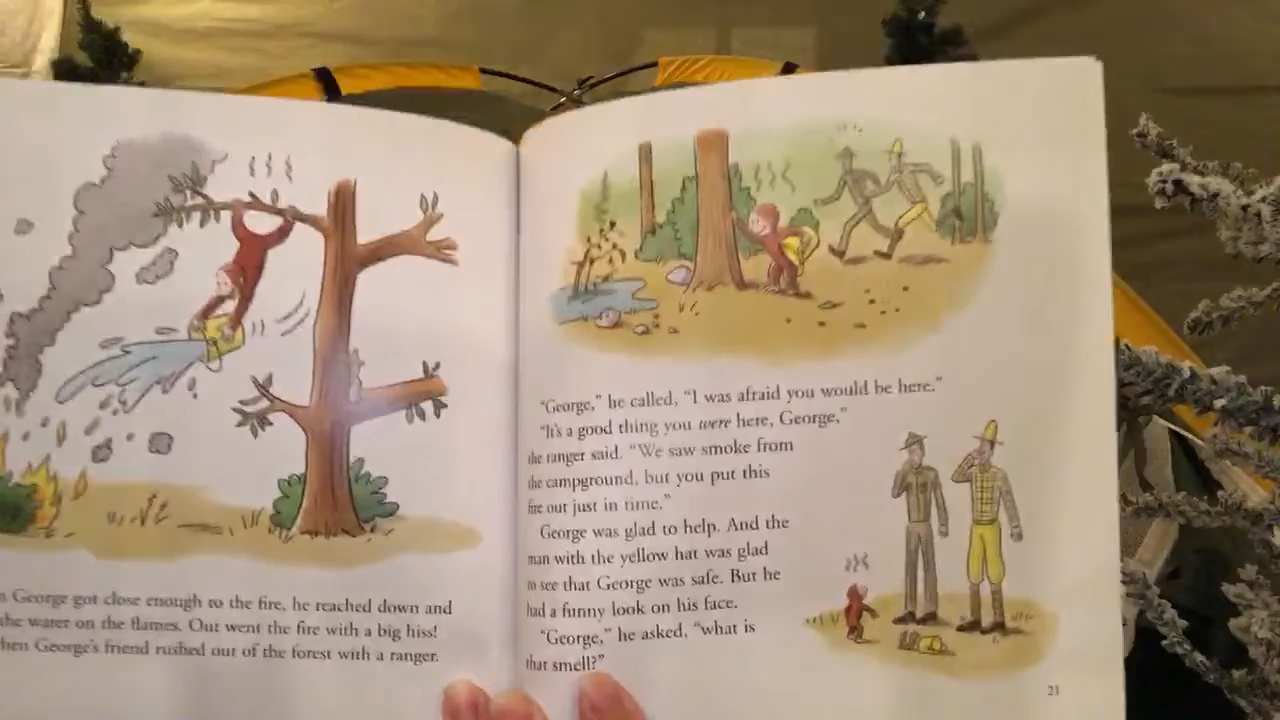 George got close enough to the fire, he reached down and
the water on the flames. Out went the fire with a big hiss!
George's friend rushed out of the forest with a ranger.
"George," he called, "I was afraid you would be here."
"It's a good thing you were here, George,"
the ranger said. "We saw smoke from
the campground, but you put this
fire out just in time."
George was glad to help. And the
man with the yellow hat was glad
to see that George was safe. But he
had a funny look on his face.
"George," he asked, "what is
that smell?"
21